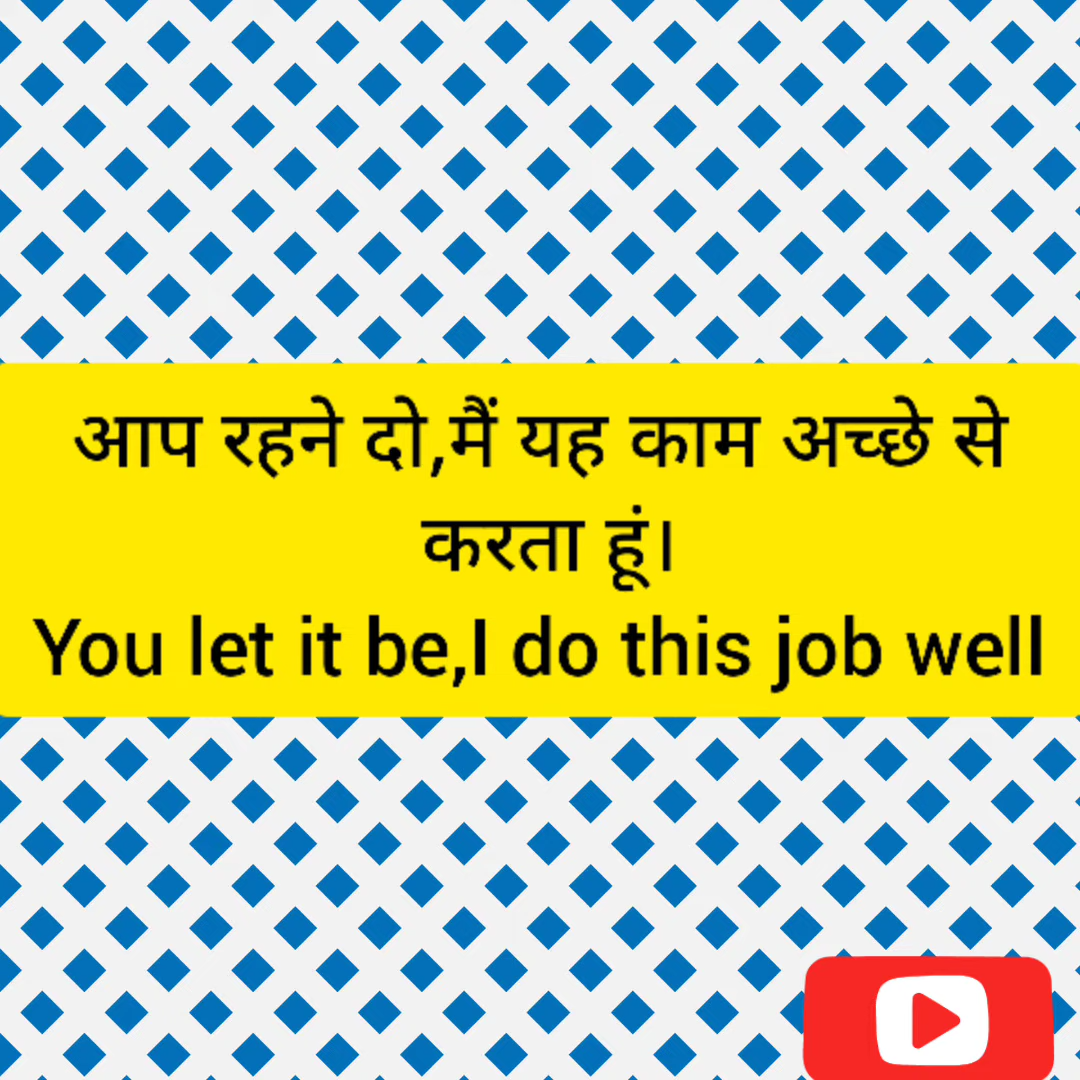 आप रहने दो,मैं यह काम अच्छे से
करता हूं।
You let it be,I do this job well